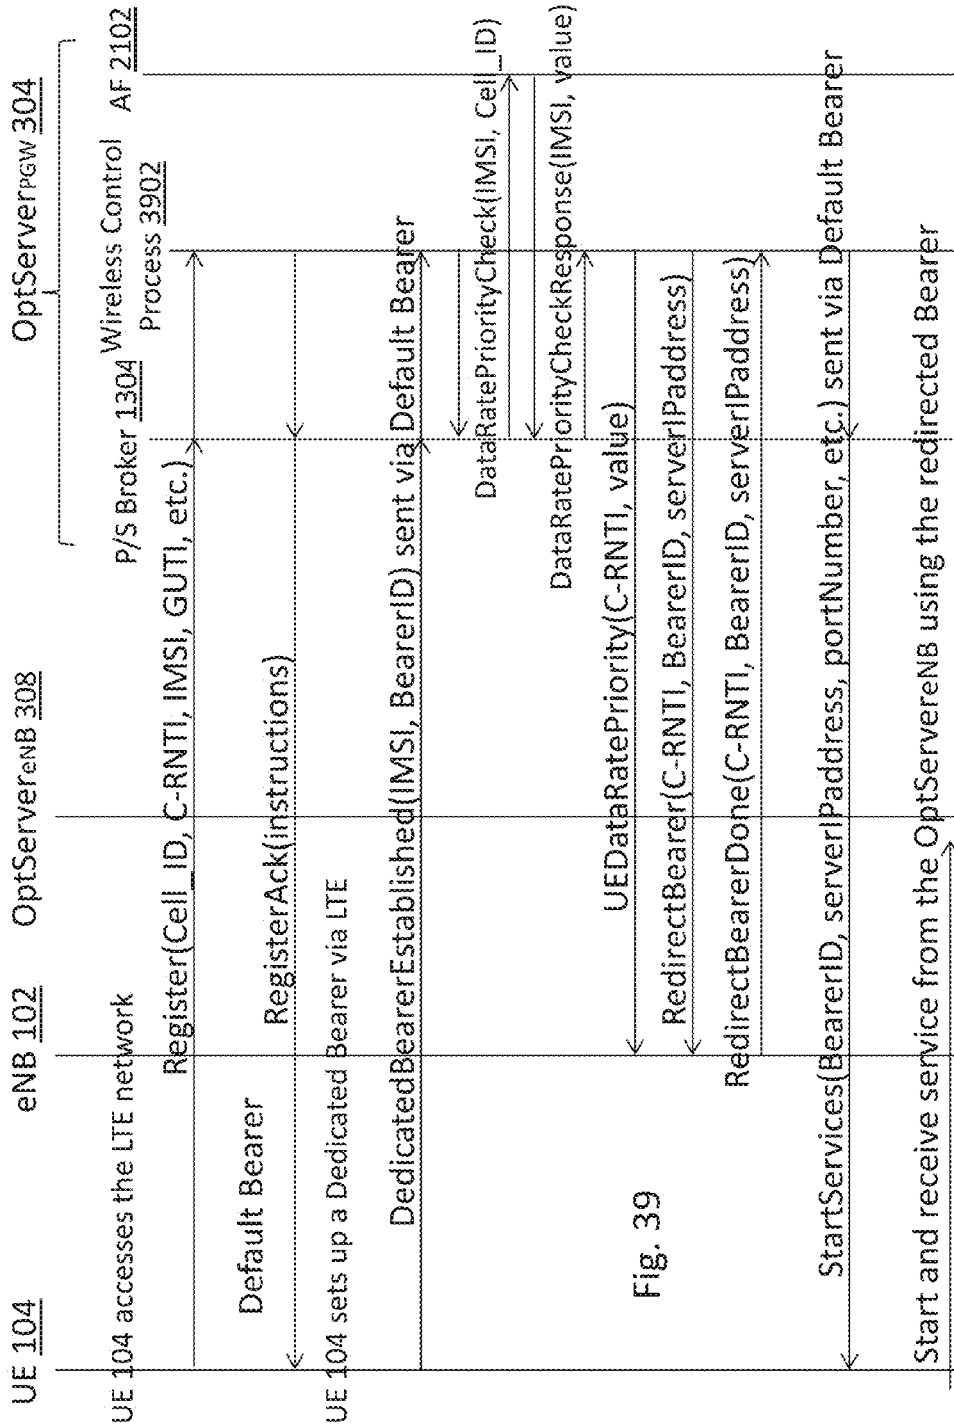 UE 104
eNB 102
OptServereNB 308
OptServerPGW 304
P/S Broker 1304
Wireless Control
Process 3902
AF 2102
UE 104 accesses the LTE network
Register(Cell_ID, C-RNTI, IMSI, GUTI, etc.)
Default Bearer
RegisterAck(instructions)
UE 104 sets up a Dedicated Bearer via LTE
DedicatedBearerEstablished(IMSI, BearerID) sent via Default Bearer
DataRatePriorityCheck(IMSI, Cell_ID)
DataRatePriorityCheckResponse(IMSI, value)
UEDataRatePriority(C-RNTI, value)
RedirectBearer(C-RNTI, BearerID, serverIPaddress)
RedirectBearerDone(C-RNTI, BearerID, serverIPaddress)
StartServices(BearerID, serverIPaddress, portNumber, etc.) sent via Default Bearer
Start and receive service from the OptServereNB using the redirected Bearer
Fig. 39